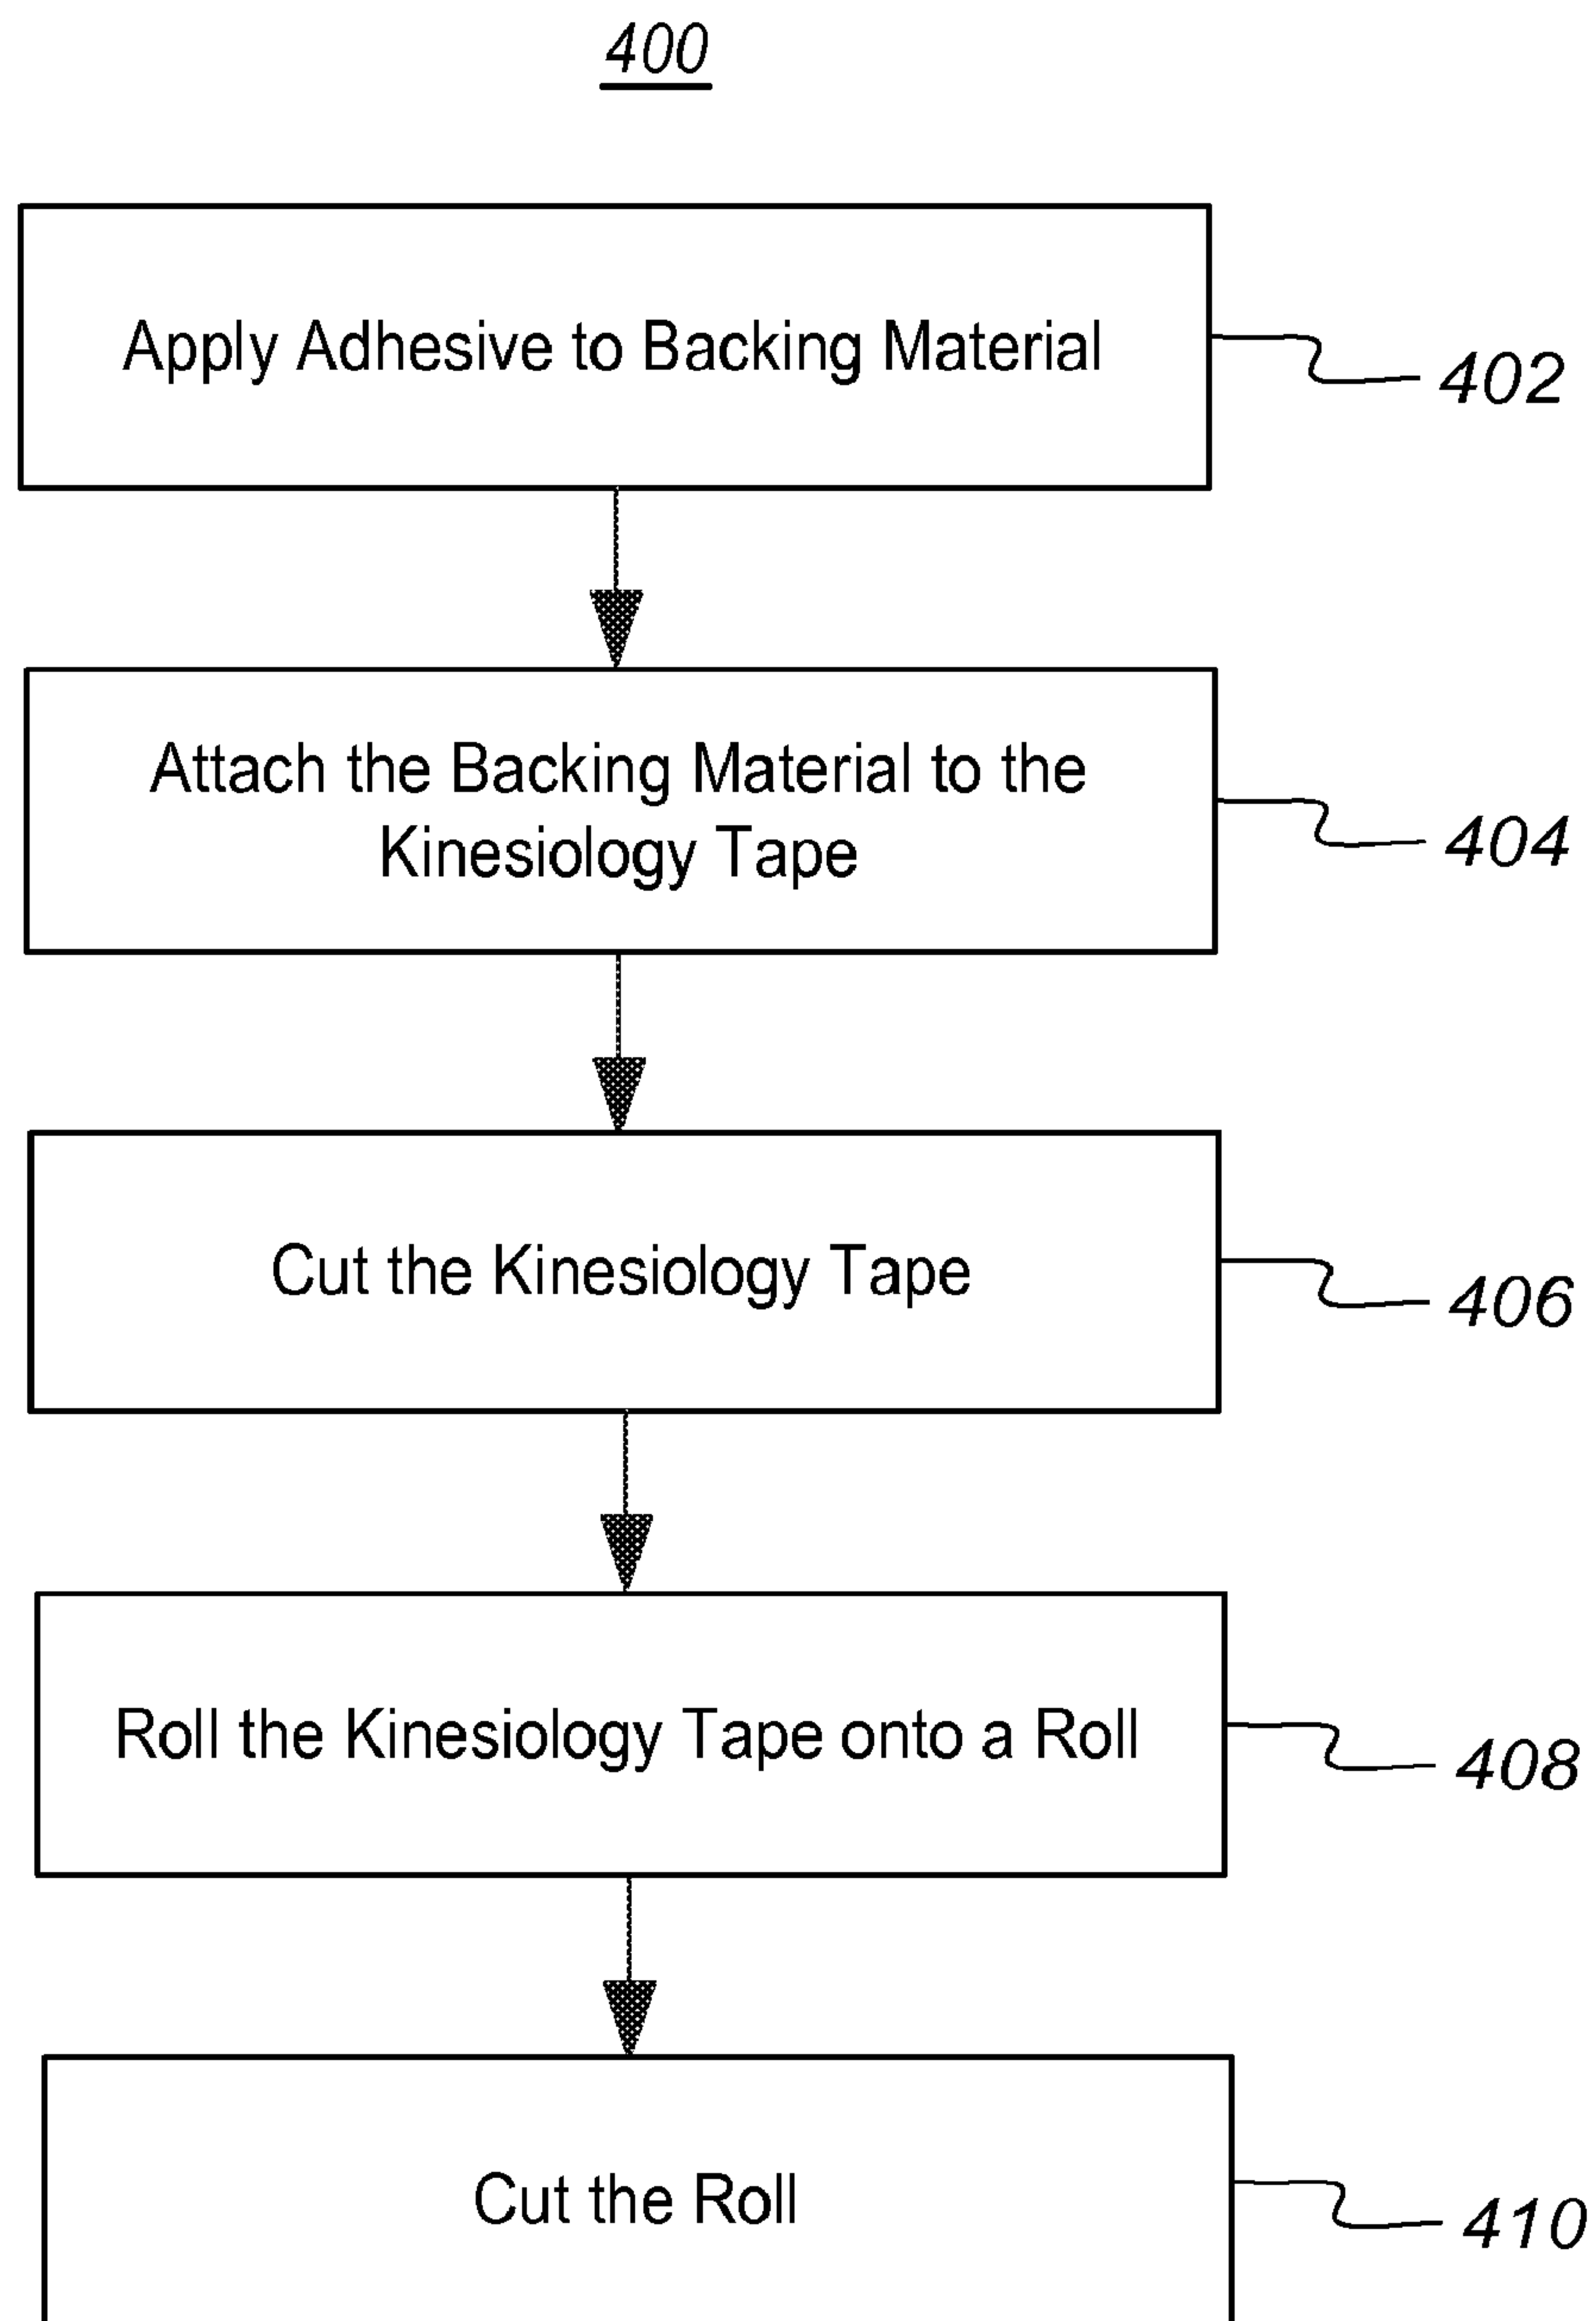 400
Apply Adhesive to Backing Material
402
Attach the Backing Material to the
Kinesiology Tape
404
Cut the Kinesiology Tape
406
Roll the Kinesiology Tape onto a Roll
408
Cut the Roll
410